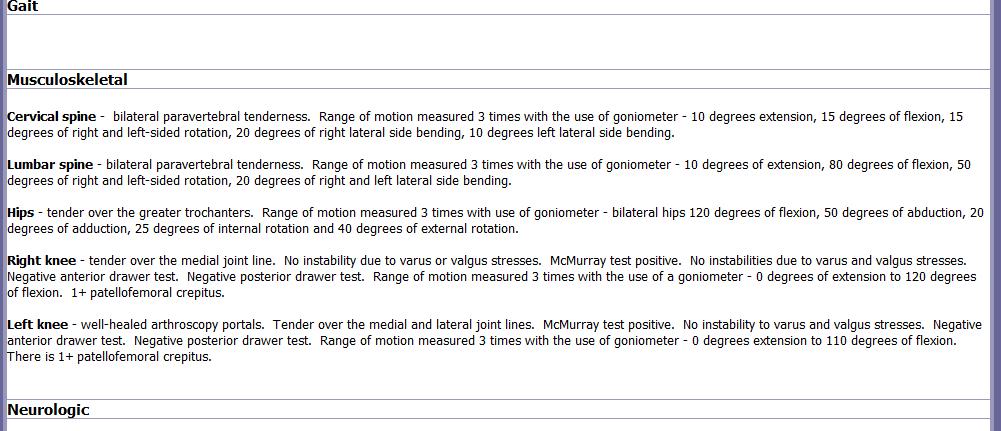 Gait
Musculoskeletal
Cervical spine -  bilateral paravertebral tenderness.  Range of motion measured 3 times with the use of goniometer - 10 degrees extension, 15 degrees of flexion, 15
degrees of right and left-sided rotation, 20 degrees of right lateral side bending, 10 degrees left lateral side bending.
Lumbar spine - bilateral paravertebral tenderness.  Range of motion measured 3 times with the use of goniometer - 10 degrees of extension, 80 degrees of flexion, 50
degrees of right and left-sided rotation, 20 degrees of right and left lateral side bending.
Hips - tender over the greater trochanters.  Range of motion measured 3 times with use of goniometer - bilateral hips 120 degrees of flexion, 50 degrees of abduction, 20
degrees of adduction, 25 degrees of internal rotation and 40 degrees of external rotation.
Right knee - tender over the medial joint line.  No instability due to varus or valgus stresses.  McMurray test positive.  No instabilities due to varus and valgus stresses.
Negative anterior drawer test.  Negative posterior drawer test.  Range of motion measured 3 times with the use of a goniometer - 0 degrees of extension to 120 degrees
of flexion.  1+ patellofemoral crepitus.
Left knee - well-healed arthroscopy portals.  Tender over the medial and lateral joint lines.  McMurray test positive.  No instability to varus and valgus stresses.  Negative
anterior drawer test.  Negative posterior drawer test.  Range of motion measured 3 times with the use of goniometer - 0 degrees extension to 110 degrees of flexion.
There is 1+ patellofemoral crepitus.
Neurologic